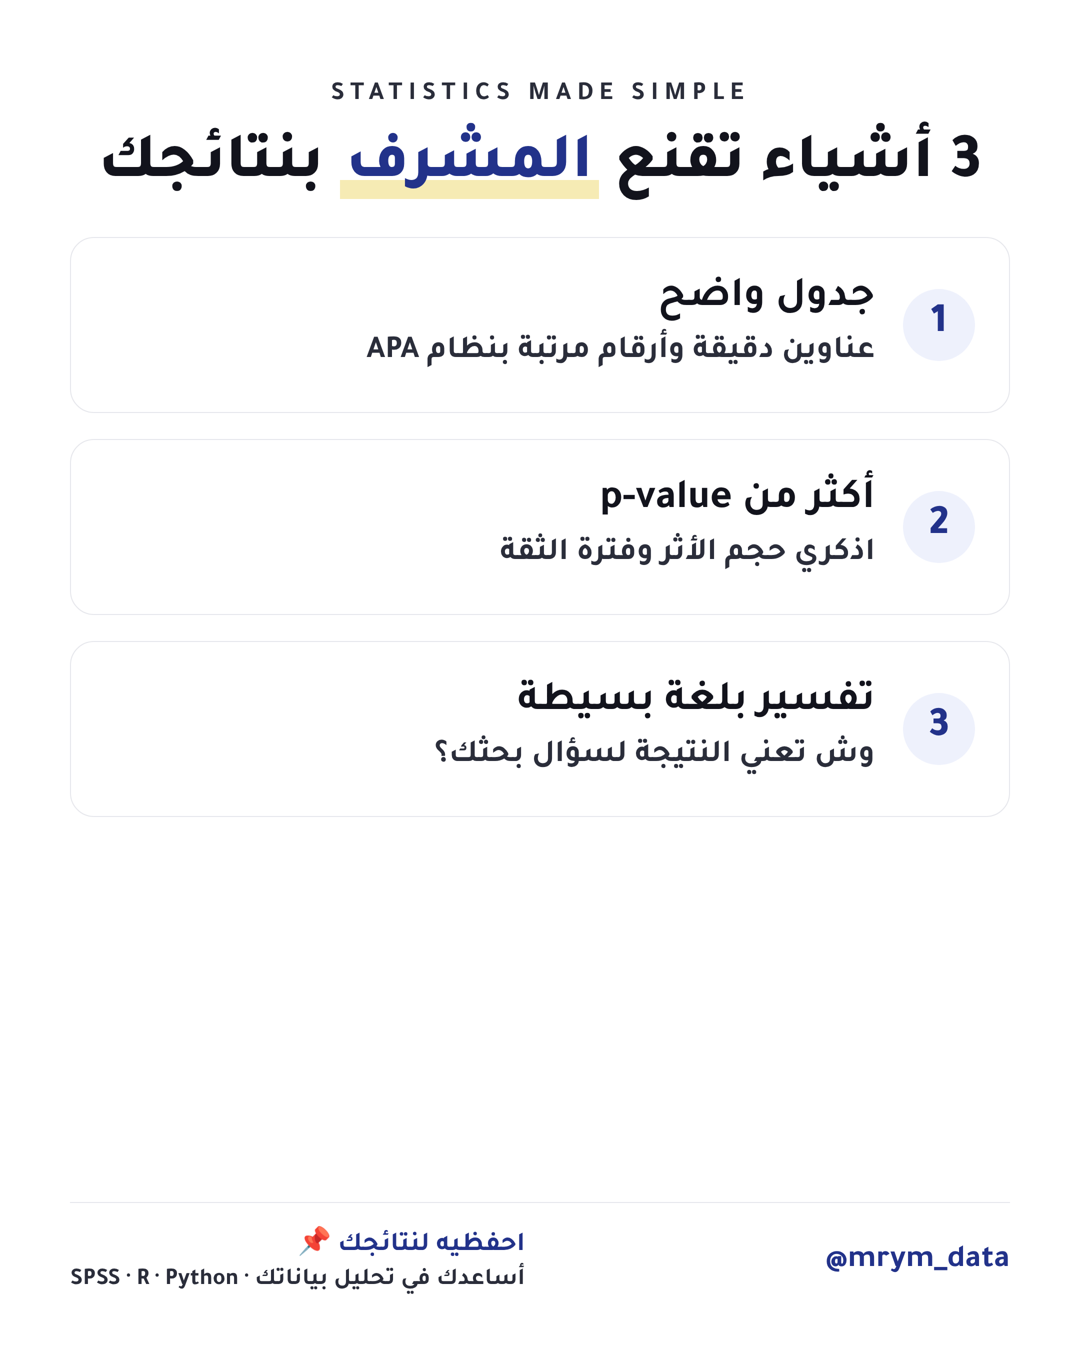 STATISTICS MADE SIMPLE
3 أشياء تقنع المشرف بنتائجك
1
جدول واضح
عناوين دقيقة وأرقام مرتبة بنظام APA
2
أكثر من p-value
اذكري حجم الأثر وفترة الثقة
3
تفسير بلغة بسيطة
وش تعني النتيجة لسؤال بحثك؟
@mrym_data
احفظيه لنتائجك 📌
أساعدك في تحليل بياناتك · SPSS · R · Python